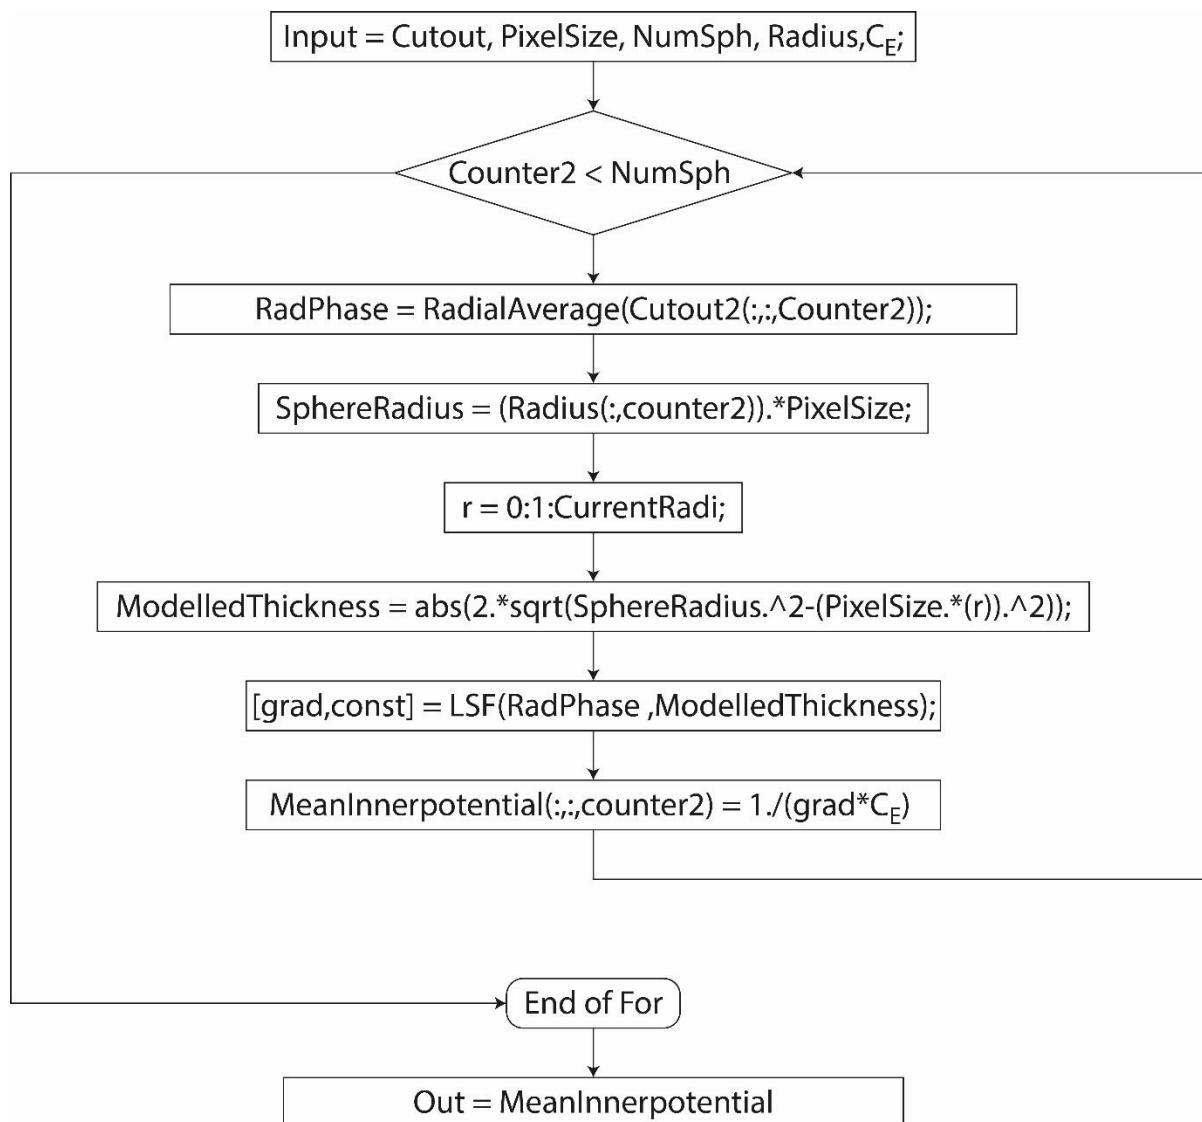 Input = Cutout, PixelSize, NumSph, Radius,C_E;
Counter2 < NumSph
RadPhase = RadialAverage(Cutout2(:,:,Counter2));
SphereRadius = (Radius(:,counter2)).*PixelSize;
r = 0:1:CurrentRadi;
ModelledThickness = abs(2.*sqrt(SphereRadius.^2-(PixelSize.*(r)).^2));
[grad,const] = LSF(RadPhase ,ModelledThickness);
MeanInnerpotential(:,:,counter2) = 1./(grad*C_E)
End of For
Out = MeanInnerpotential